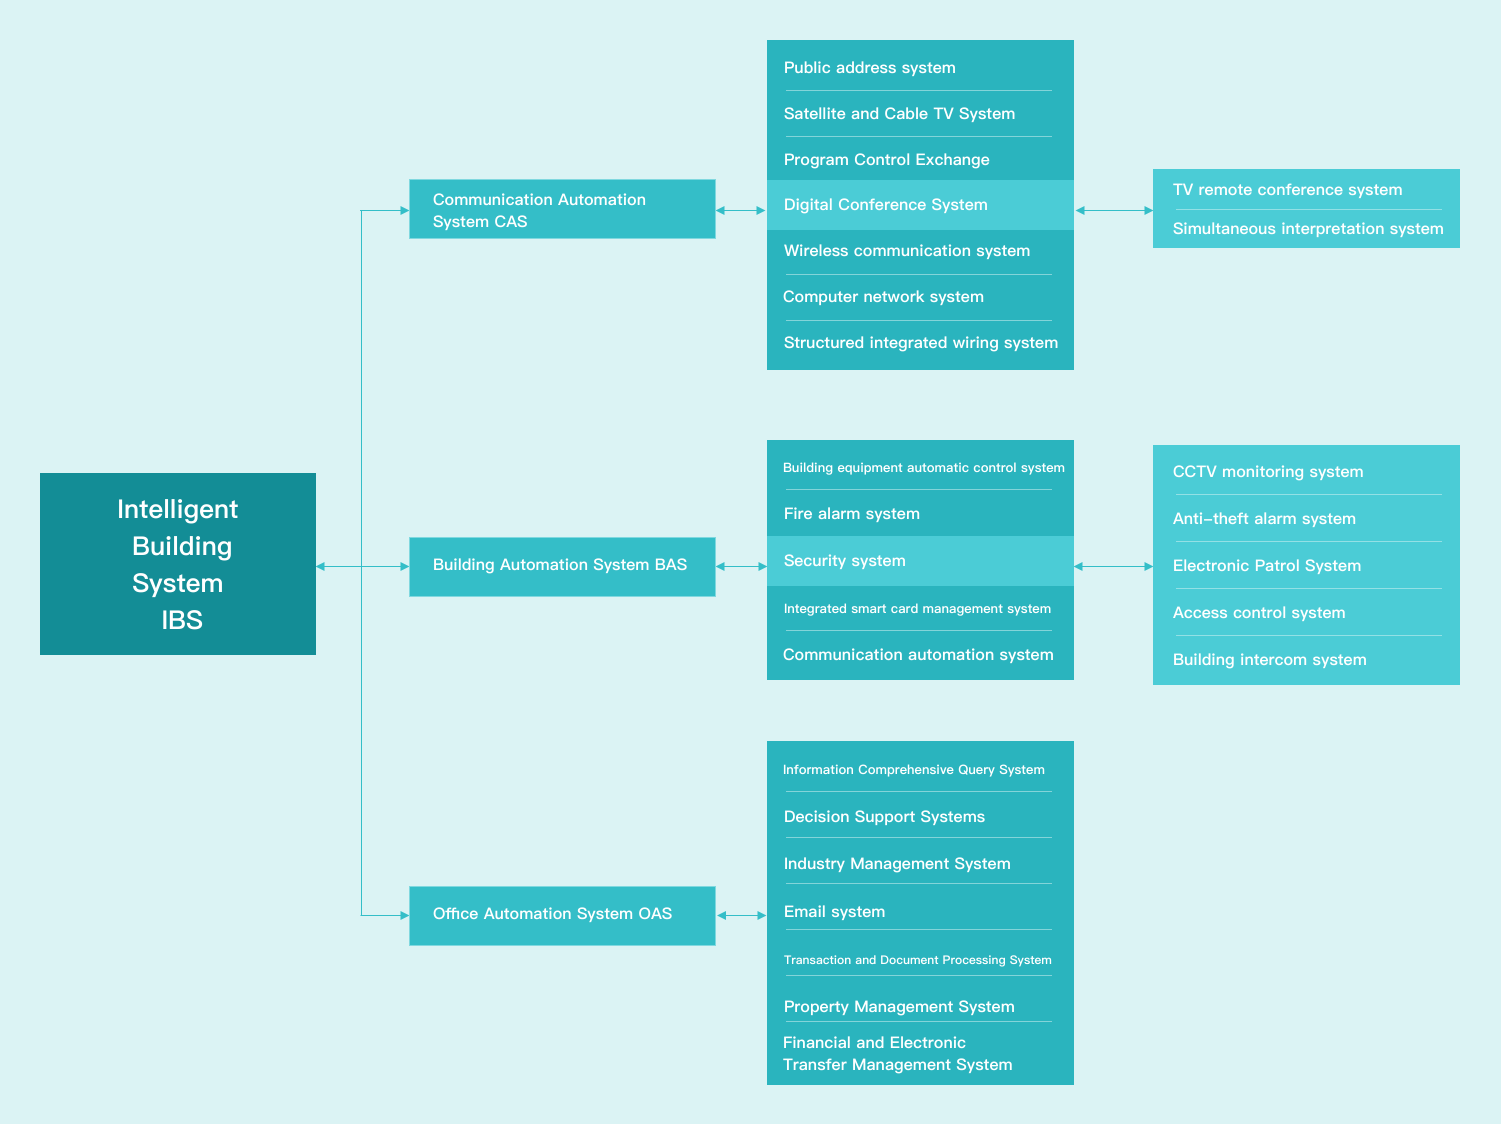 Intelligent
Building
System
IBS
Communication Automation
System CAS
Public address system
Satellite and Cable TV System
Program Control Exchange
Digital Conference System
Wireless communication system
Computer network system
Structured integrated wiring system
TV remote conference system
Simultaneous interpretation system
Building Automation System BAS
Building equipment automatic control system
Fire alarm system
Security system
Integrated smart card management system
Communication automation system
CCTV monitoring system
Anti-theft alarm system
Electronic Patrol System
Access control system
Building intercom system
Office Automation System OAS
Information Comprehensive Query System
Decision Support Systems
Industry Management System
Email system
Transaction and Document Processing System
Property Management System
Financial and Electronic
Transfer Management System